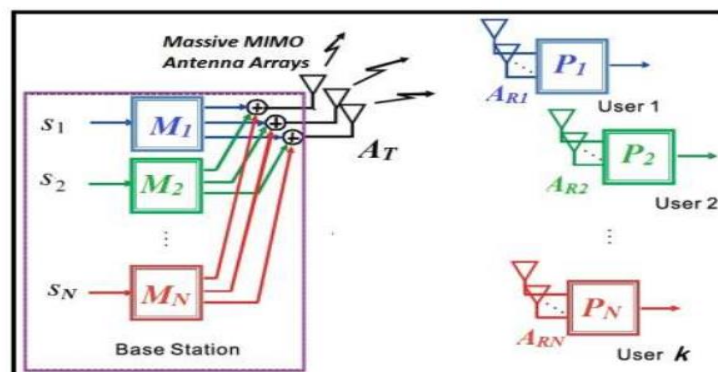 Massive MIMO
Antenna Arrays
S1
M1
S2
M2
⋮
SN
MN
Base Station
AT
AR1
P1
User 1
AR2
P2
User 2
⋮
ARN
PN
User k